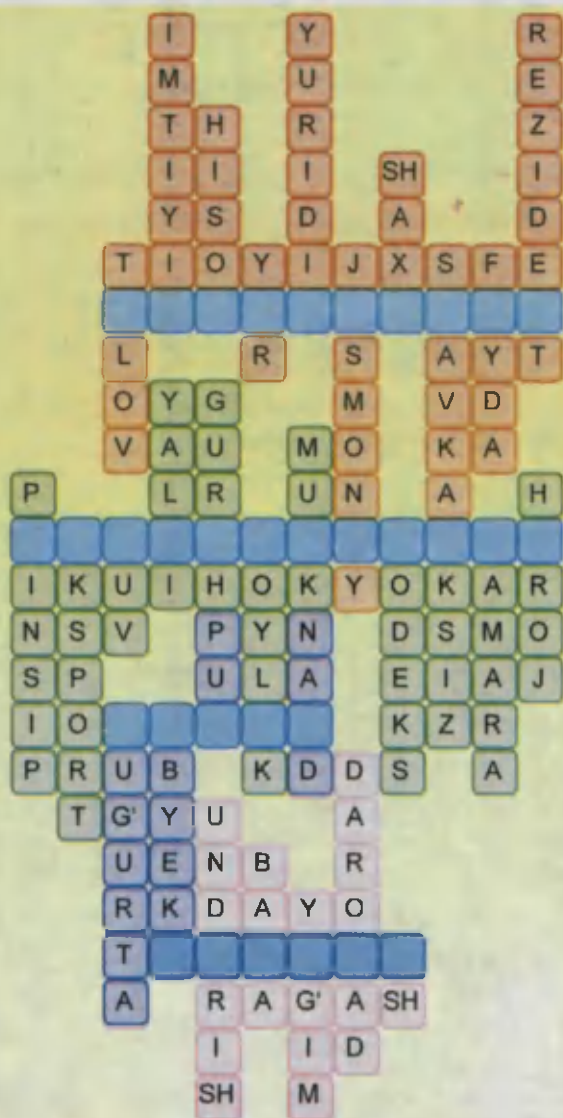 I Y R
M U E
T H R Z
I I I SH I
Y S D A D
T I O Y I J X S F E
L R S A Y T
O Y G M V D
V A U M O K A
P L R U N A H
I K U I H O K Y O K A R
N S V P Y N D S M O
S P U L A E I A J
I O K Z R
P R U B K D D S A
T G' Y U A
U E N B R
R K D A Y O
T
A R A G' A SH
I I D
SH M